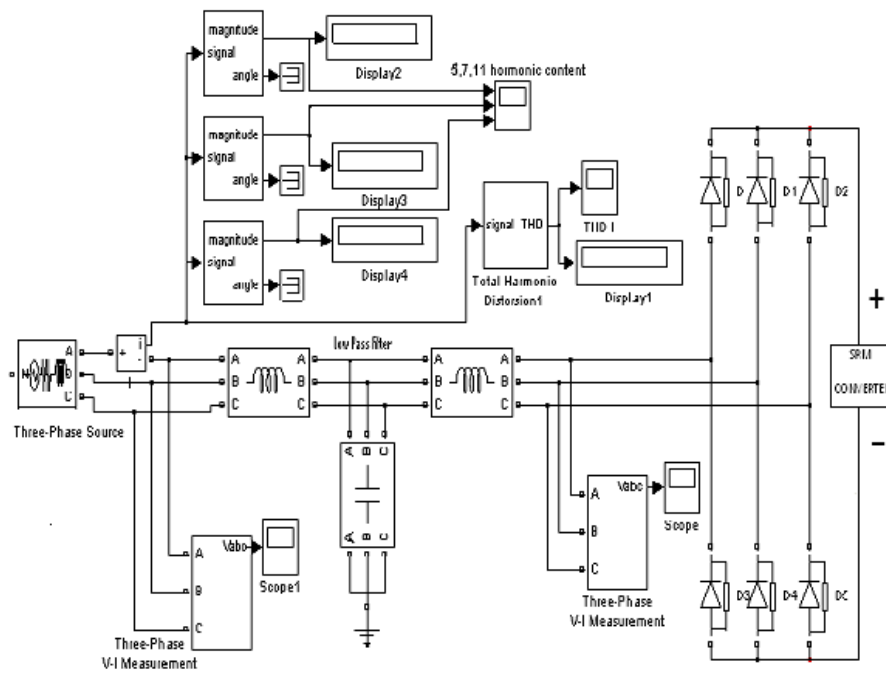 magnitude
signal
angle
Display2
5,7,11 hormonic content
magnitude
signal
angle
Display3
magnitude
signal
angle
Display4
signal THD
THD I
Total Harmonic
Distorsion1
Display1
D D1 D2
+
A
B
C
N
Three-Phase Source
+ i -
low Pass filter
A A
B B
C C
A A
B B
C C
SRM
CONVERTER
-
A B C
A B C
Vabc
A
B
C
Scope1
Three-Phase
V-I Measurement
Vabc
A
B
C
Scope
Three-Phase
V-I Measurement
D3 D4